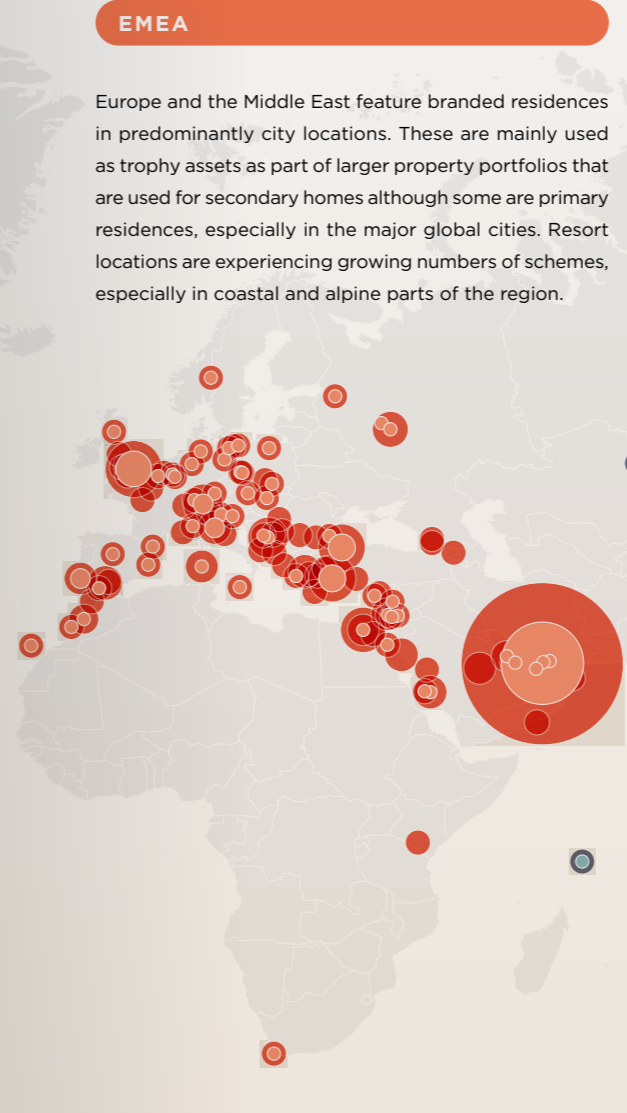 EMEA
Europe and the Middle East feature branded residences
in predominantly city locations. These are mainly used
as trophy assets as part of larger property portfolios that
are used for secondary homes although some are primary
residences, especially in the major global cities. Resort
locations are experiencing growing numbers of schemes,
especially in coastal and alpine parts of the region.